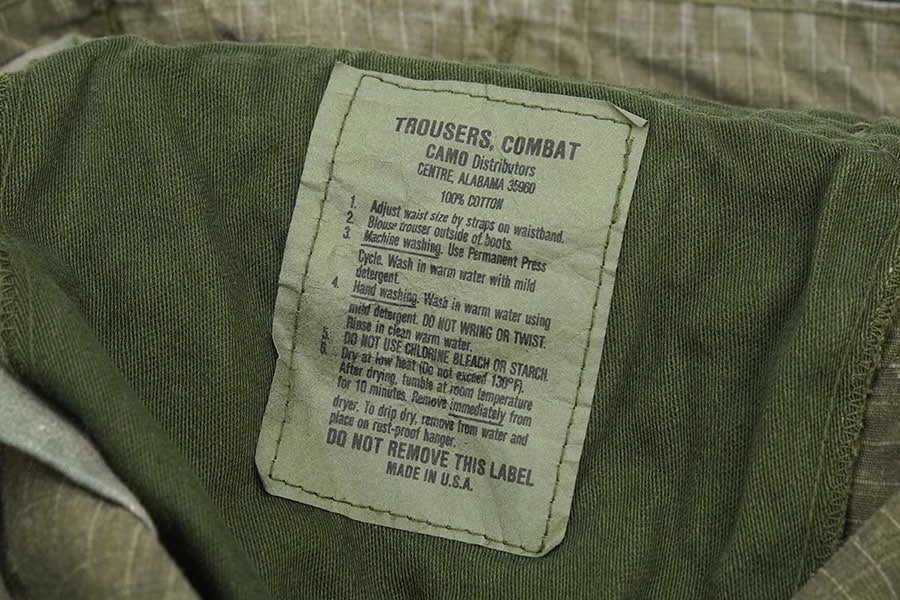 TROUSERS, COMBAT
CAMO Distributors
CENTRE, ALABAMA 35960
100% COTTON
1. Adjust waist size by straps on waistband.
2. Blouse trouser outside of boots.
3. Machine washing. Use Permanent Press
Cycle. Wash in warm water with mild
detergent.
4. Hand washing. Wash in warm water using
mild detergent. DO NOT WRING OR TWIST.
Rinse in clean warm water.
5. DO NOT USE CHLORINE BLEACH OR STARCH.
6. Dry at low heat (Do not exceed 130°F).
After drying, tumble at room temperature
for 10 minutes. Remove immediately from
dryer. To drip dry, remove from water and
place on rust-proof hanger.
DO NOT REMOVE THIS LABEL
MADE IN U.S.A.